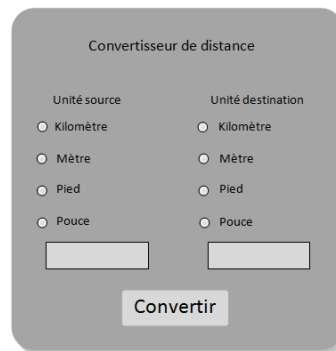 Convertisseur de distance
Unité source
Unité destination
Kilomètre
Kilomètre
Mètre
Mètre
Pied
Pied
Pouce
Pouce
Convertir